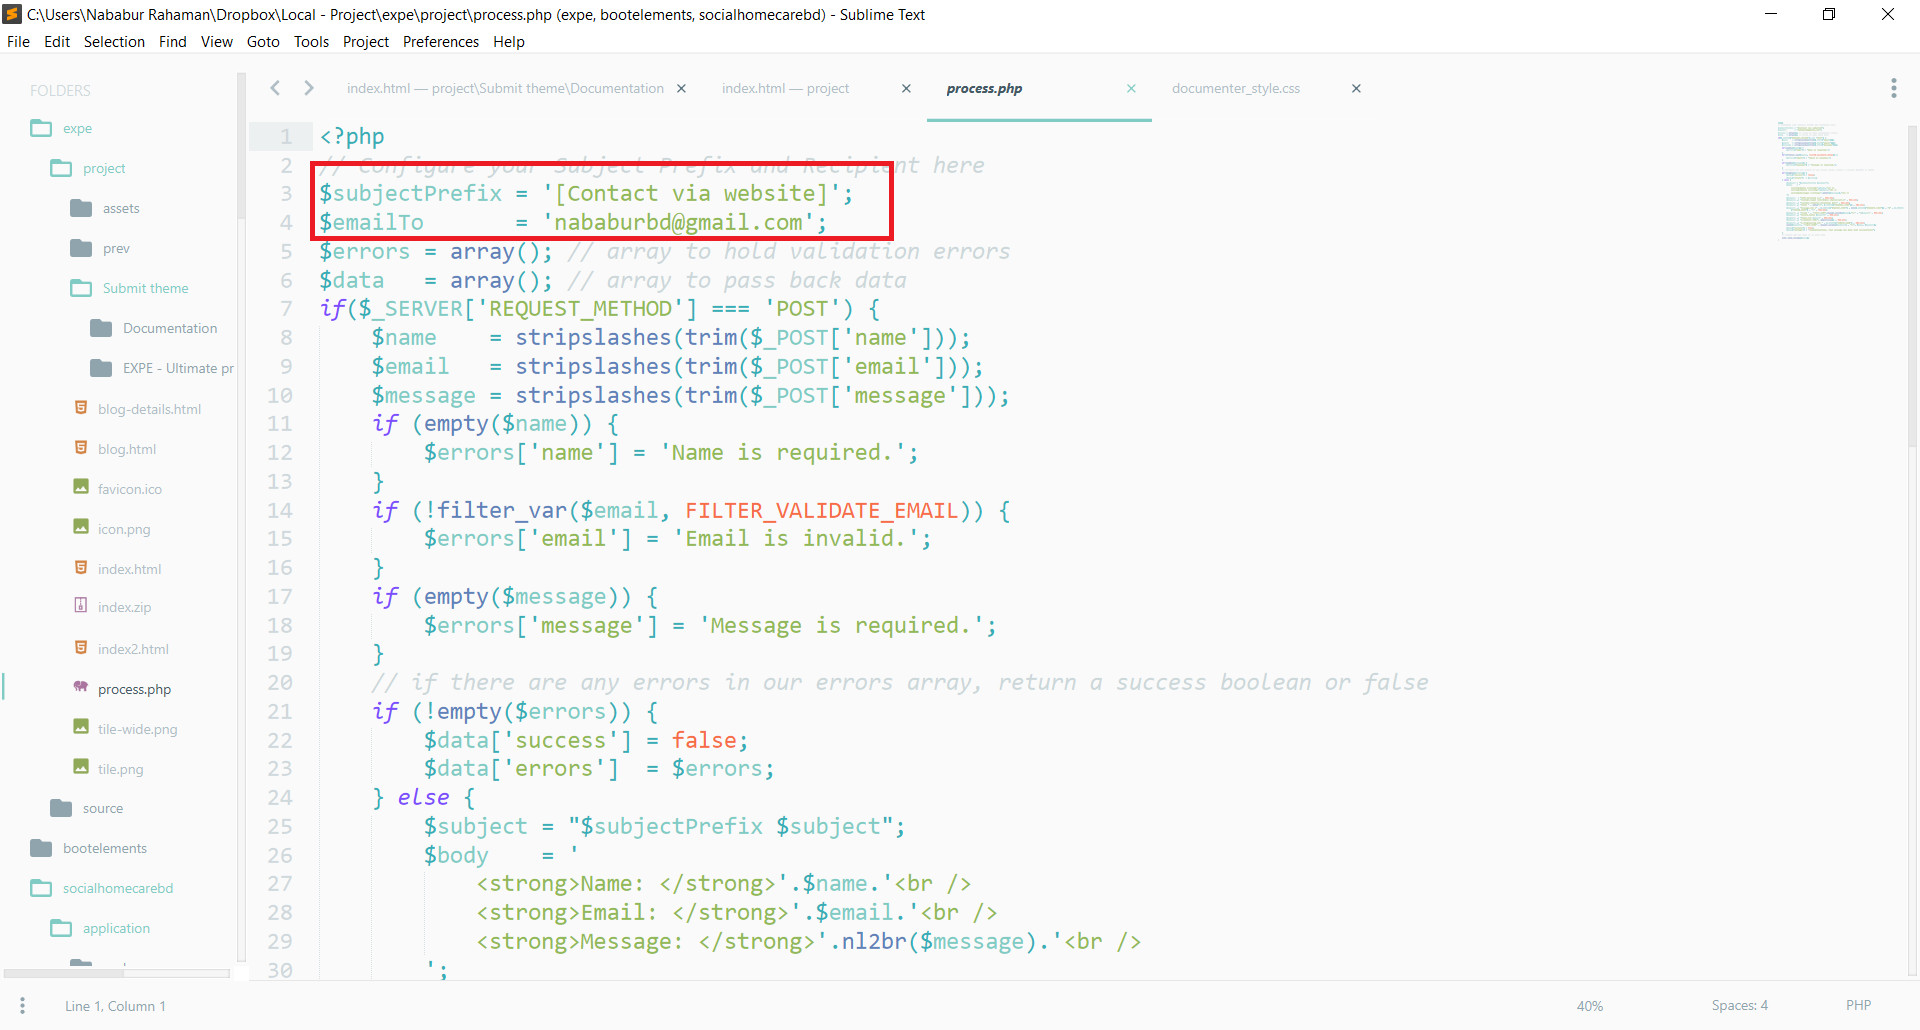 C:\Users\Nababur Rahaman\Dropbox\Local - Project\expe\project\process.php (expe, bootelements, socialhomecarebd) - Sublime Text
File Edit Selection Find View Goto Tools Project Preferences Help
FOLDERS
expe
project
assets
prev
Submit theme
Documentation
EXPE - Ultimate pr
blog-details.html
blog.html
favicon.ico
icon.png
index.html
index.zip
index2.html
process.php
tile-wide.png
tile.png
source
bootelements
socialhomecarebd
application
index.html — project\Submit theme\Documentation
index.html — project
process.php
documenter_style.css
1 <?php
2 // Configure your Subject Prefix and Recipient here
3 $subjectPrefix = '[Contact via website]';
4 $emailTo       = 'nababurbd@gmail.com';
5 $errors = array(); // array to hold validation errors
6 $data   = array(); // array to pass back data
7 if($_SERVER['REQUEST_METHOD'] === 'POST') {
8     $name    = stripslashes(trim($_POST['name']));
9     $email   = stripslashes(trim($_POST['email']));
10     $message = stripslashes(trim($_POST['message']));
11     if (empty($name)) {
12         $errors['name'] = 'Name is required.';
13     }
14     if (!filter_var($email, FILTER_VALIDATE_EMAIL)) {
15         $errors['email'] = 'Email is invalid.';
16     }
17     if (empty($message)) {
18         $errors['message'] = 'Message is required.';
19     }
20     // if there are any errors in our errors array, return a success boolean or false
21     if (!empty($errors)) {
22         $data['success'] = false;
23         $data['errors']  = $errors;
24     } else {
25         $subject = "$subjectPrefix $subject";
26         $body    = '
27             <strong>Name: </strong>'.$name.'<br />
28             <strong>Email: </strong>'.$email.'<br />
29             <strong>Message: </strong>'.nl2br($message).'<br />
30         ';
Line 1, Column 1
40%
Spaces: 4
PHP